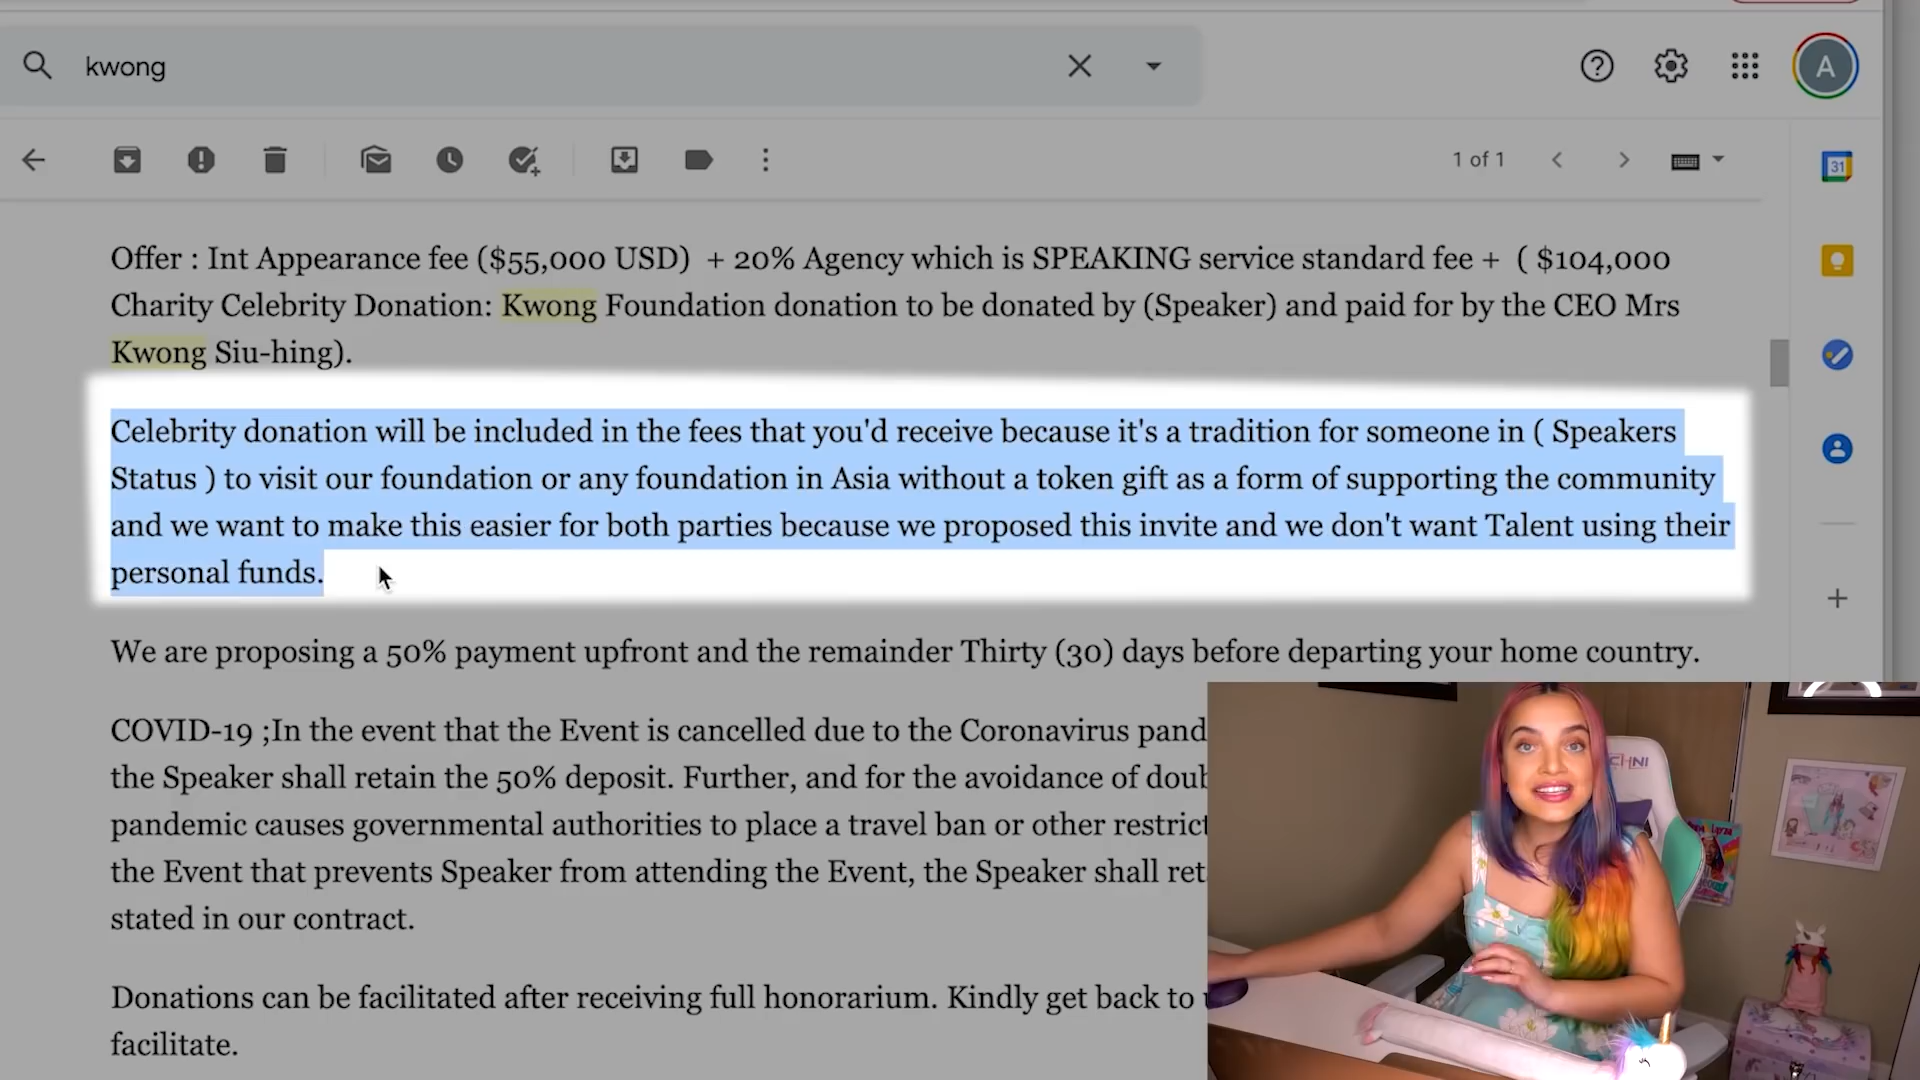 kwong
A
1 of 1
31
Offer : Int Appearance fee ($55,000 USD)  + 20% Agency which is SPEAKING service standard fee +  ( $104,000
Charity Celebrity Donation: Kwong Foundation donation to be donated by (Speaker) and paid for by the CEO Mrs
Kwong Siu-hing).
Celebrity donation will be included in the fees that you'd receive because it's a tradition for someone in ( Speakers
Status ) to visit our foundation or any foundation in Asia without a token gift as a form of supporting the community
and we want to make this easier for both parties because we proposed this invite and we don't want Talent using their
personal funds.
We are proposing a 50% payment upfront and the remainder Thirty (30) days before departing your home country.
COVID-19 ;In the event that the Event is cancelled due to the Coronavirus pand
the Speaker shall retain the 50% deposit. Further, and for the avoidance of doub
pandemic causes governmental authorities to place a travel ban or other restrict
the Event that prevents Speaker from attending the Event, the Speaker shall ret
stated in our contract.
Donations can be facilitated after receiving full honorarium. Kindly get back to
facilitate.